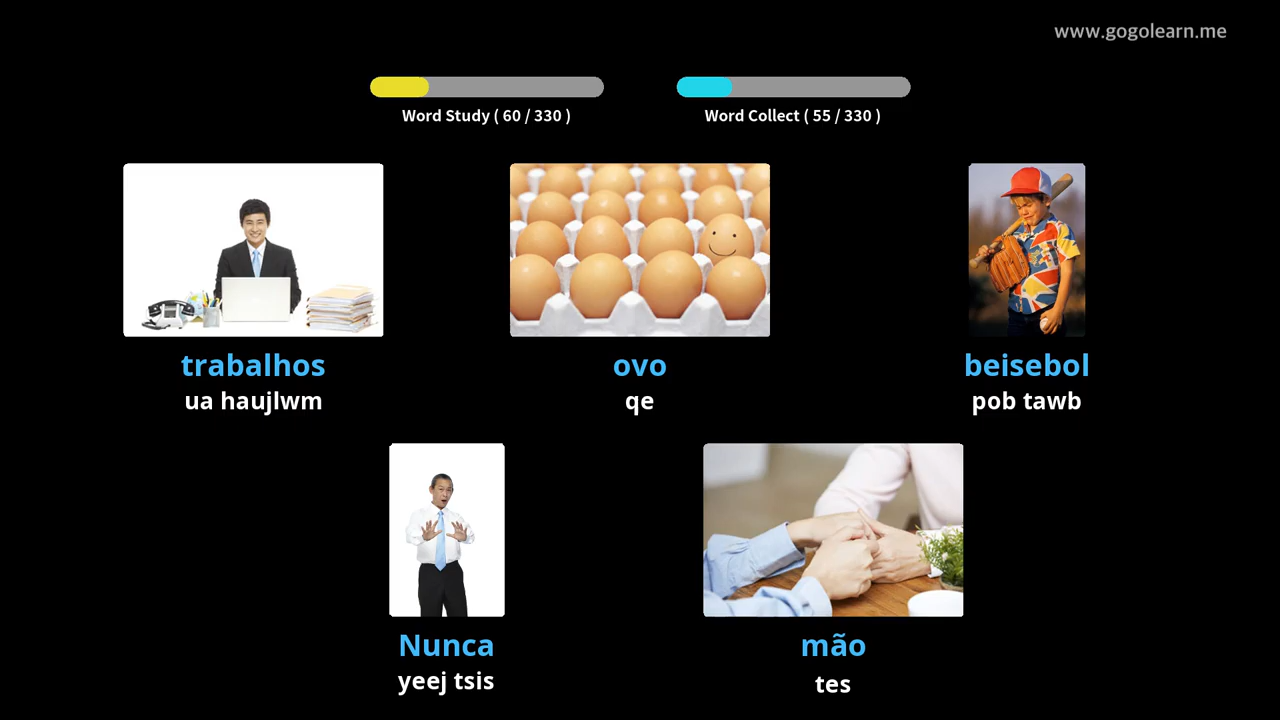 www.gogolearn.me
Word Study ( 60 / 330 )
Word Collect ( 55 / 330 )
trabalhos
ua haujlwm
ovo
qe
beisebol
pob tawb
Nunca
yeej tsis
mão
tes